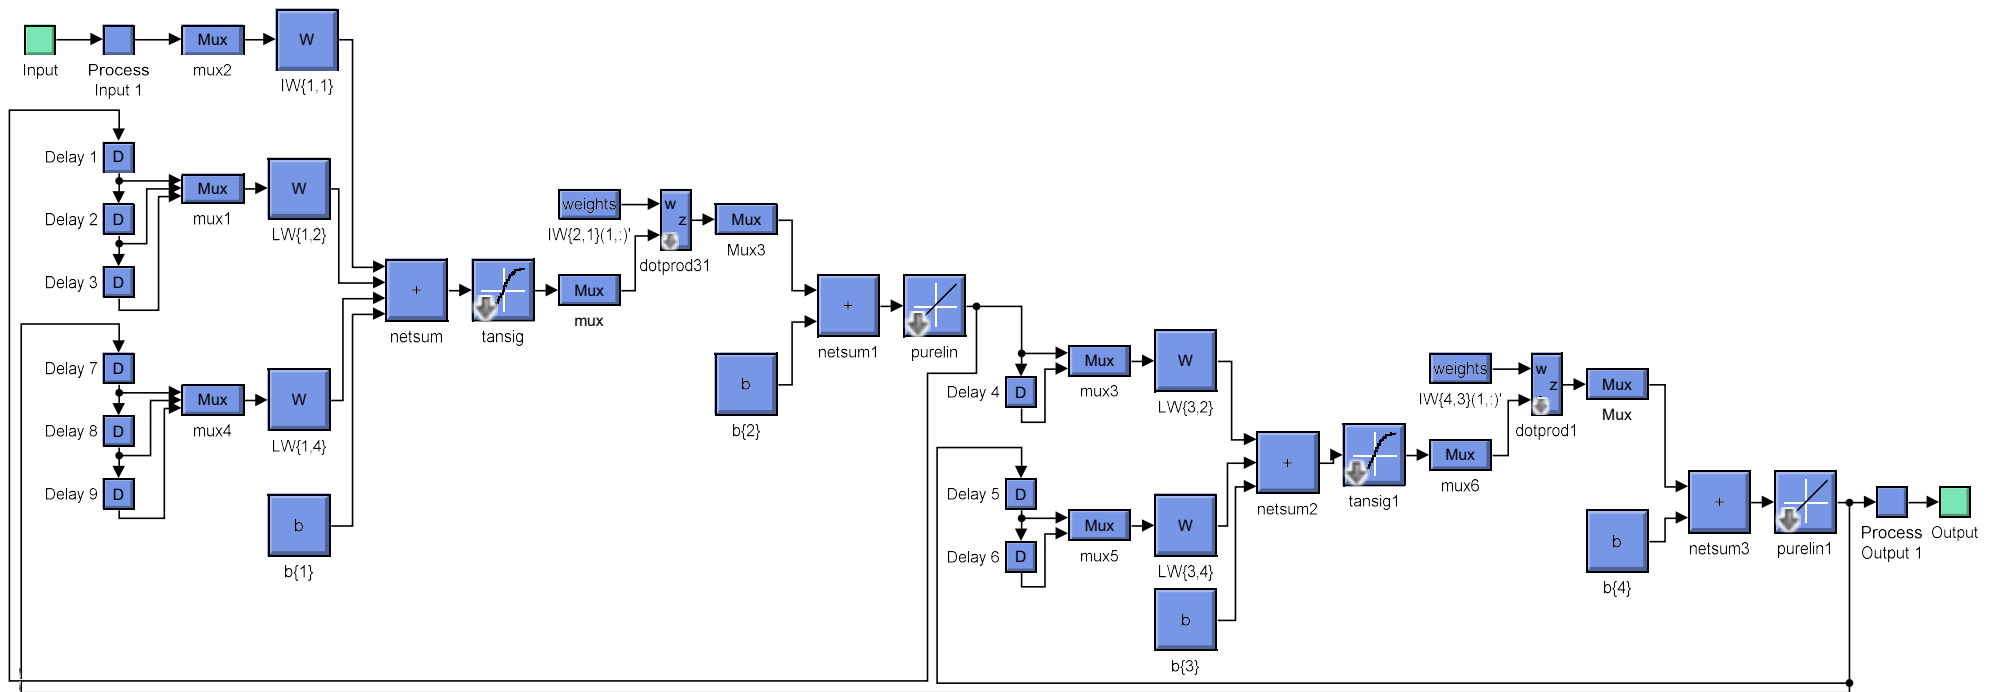 Input
Process
Input 1
Mux
mux2
W
IW{1,1}
Delay 1
D
Delay 2
D
Delay 3
D
Mux
mux1
W
LW{1,2}
Delay 7
D
Delay 8
D
Delay 9
D
Mux
mux4
W
LW{1,4}
b
b{1}
+
netsum
tansig
weights
IW{2,1}(1,:)'
Mux
mux
w
z
dotprod31
Mux
Mux3
b
b{2}
+
netsum1
purelin
Delay 4
D
Mux
mux3
W
LW{3,2}
Delay 5
D
Delay 6
D
Mux
mux5
W
LW{3,4}
b
b{3}
+
netsum2
tansig1
weights
IW{4,3}(1,:)'
Mux
mux6
w
z
dotprod1
Mux
Mux
b
b{4}
+
netsum3
purelin1
Process
Output 1
Output